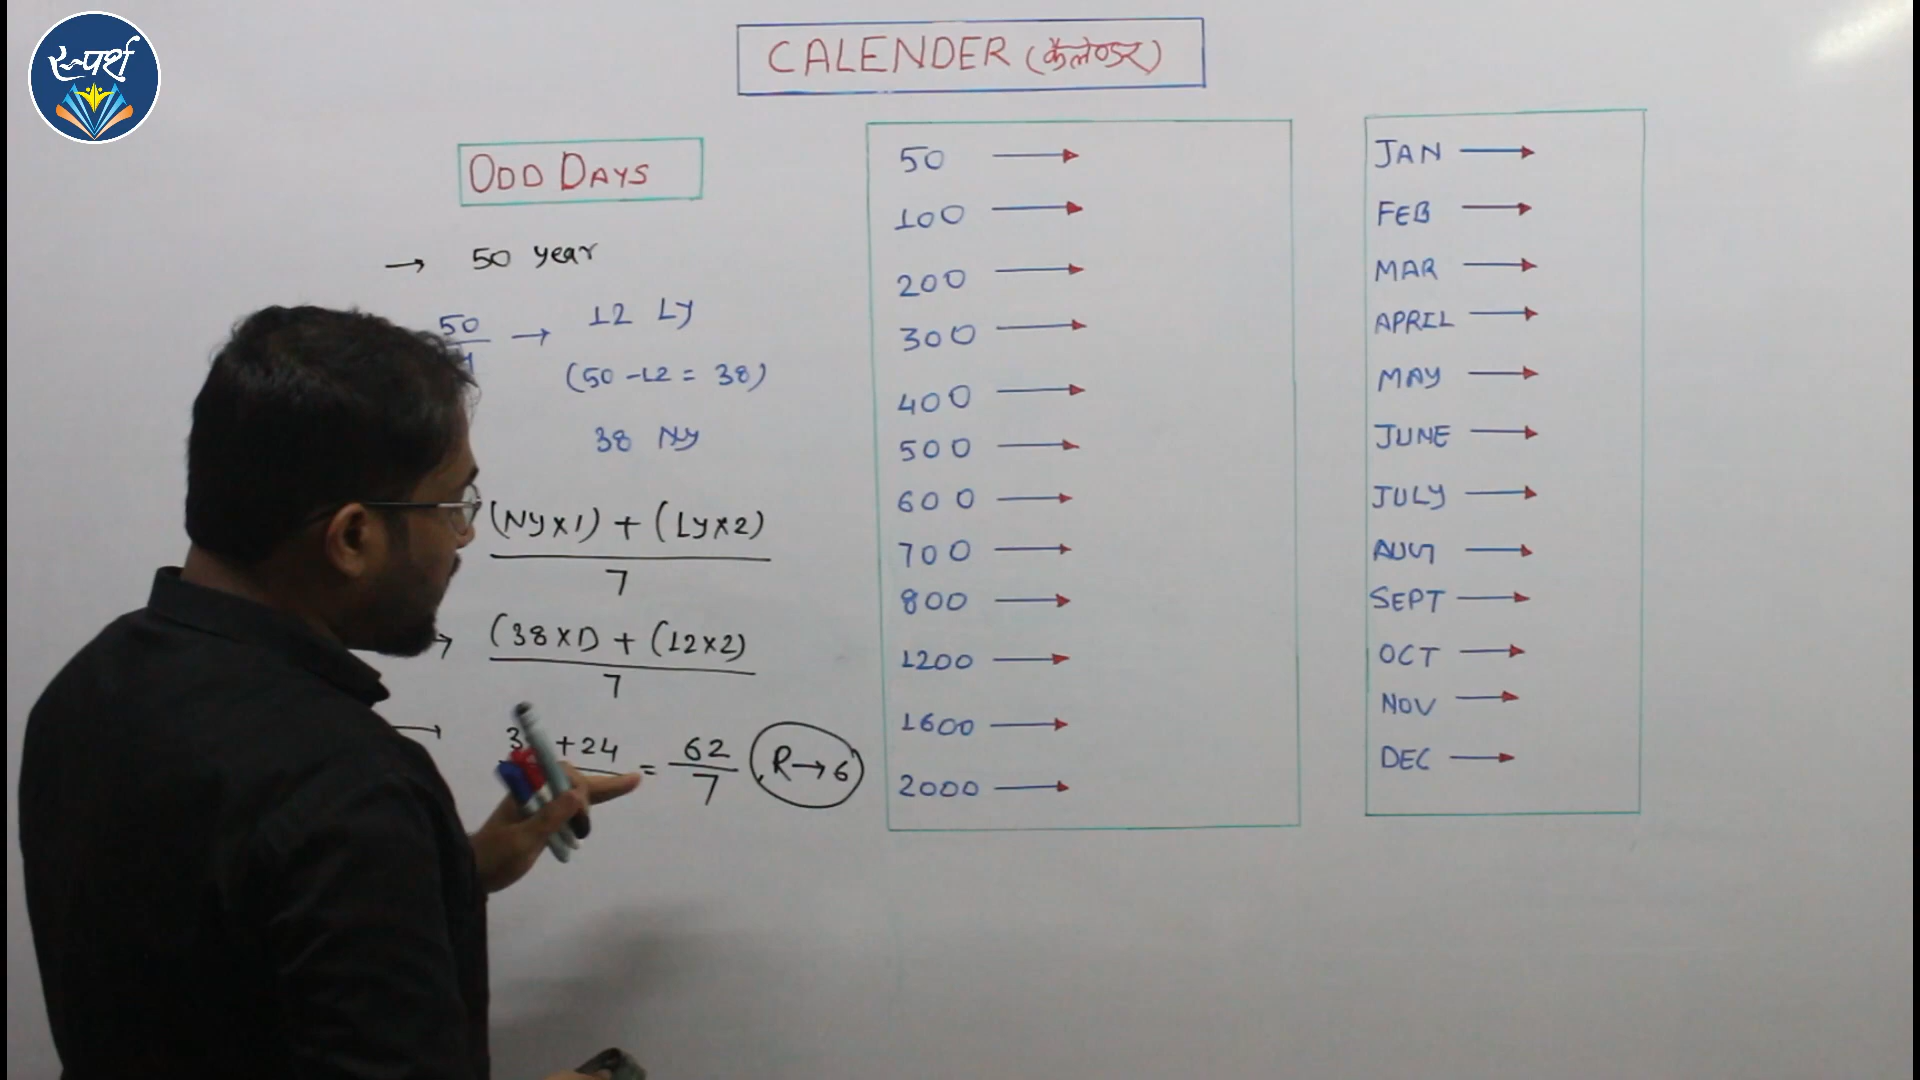 स्पर्श
CALENDER (कैलेण्डर)
ODD DAYS
→ 50 year
50 → 12 Ly
(50 - 12 = 38)
38 Ny
(Ny×1) + (Ly×2)
7
→ (38×1) + (12×2)
7
→ +24 = 62 R→6
7
50 →
100 →
200 →
300 →
400 →
500 →
600 →
700 →
800 →
1200 →
1600 →
2000 →
JAN →
FEB →
MAR →
APRIL →
MAY →
JUNE →
JULY →
AUG →
SEPT →
OCT →
NOV →
DEC →